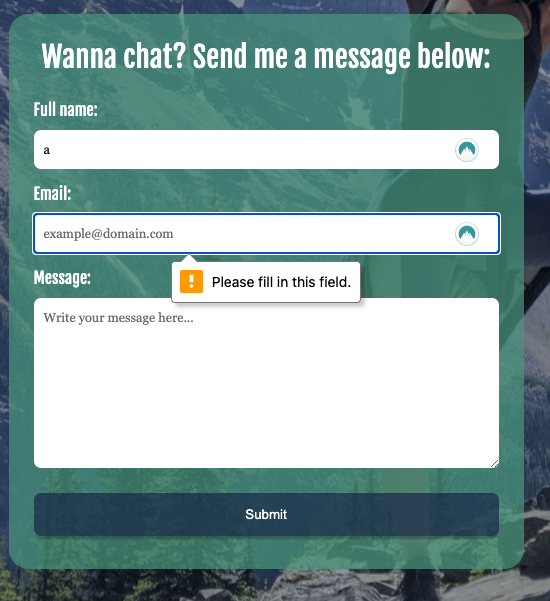 Wanna chat? Send me a message below:
Full name:
a
Email:
example@domain.com
Please fill in this field.
Message:
Write your message here...
Submit